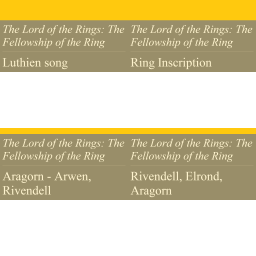 The Lord of the Rings: The
Fellowship of the Ring
Luthien song
The Lord of the Rings: The
Fellowship of the Ring
Ring Inscription
The Lord of the Rings: The
Fellowship of the Ring
Aragorn - Arwen,
Rivendell
The Lord of the Rings: The
Fellowship of the Ring
Rivendell, Elrond,
Aragorn